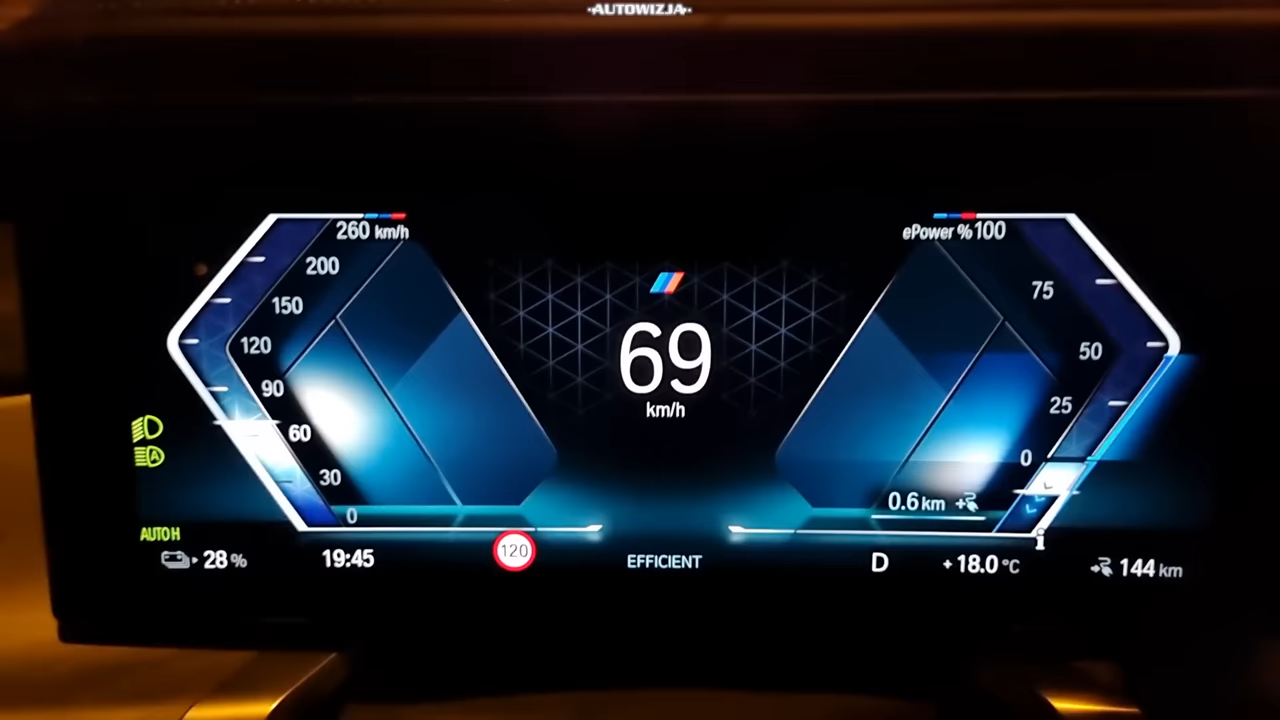 ·AUTOWIZJA·
260 km/h
200
150
120
90
60
30
0
69
km/h
ePower % 100
75
50
25
0
0.6 km
A
AUTO H
28 %
19:45
120
EFFICIENT
D
+18.0 °C
i
144 km